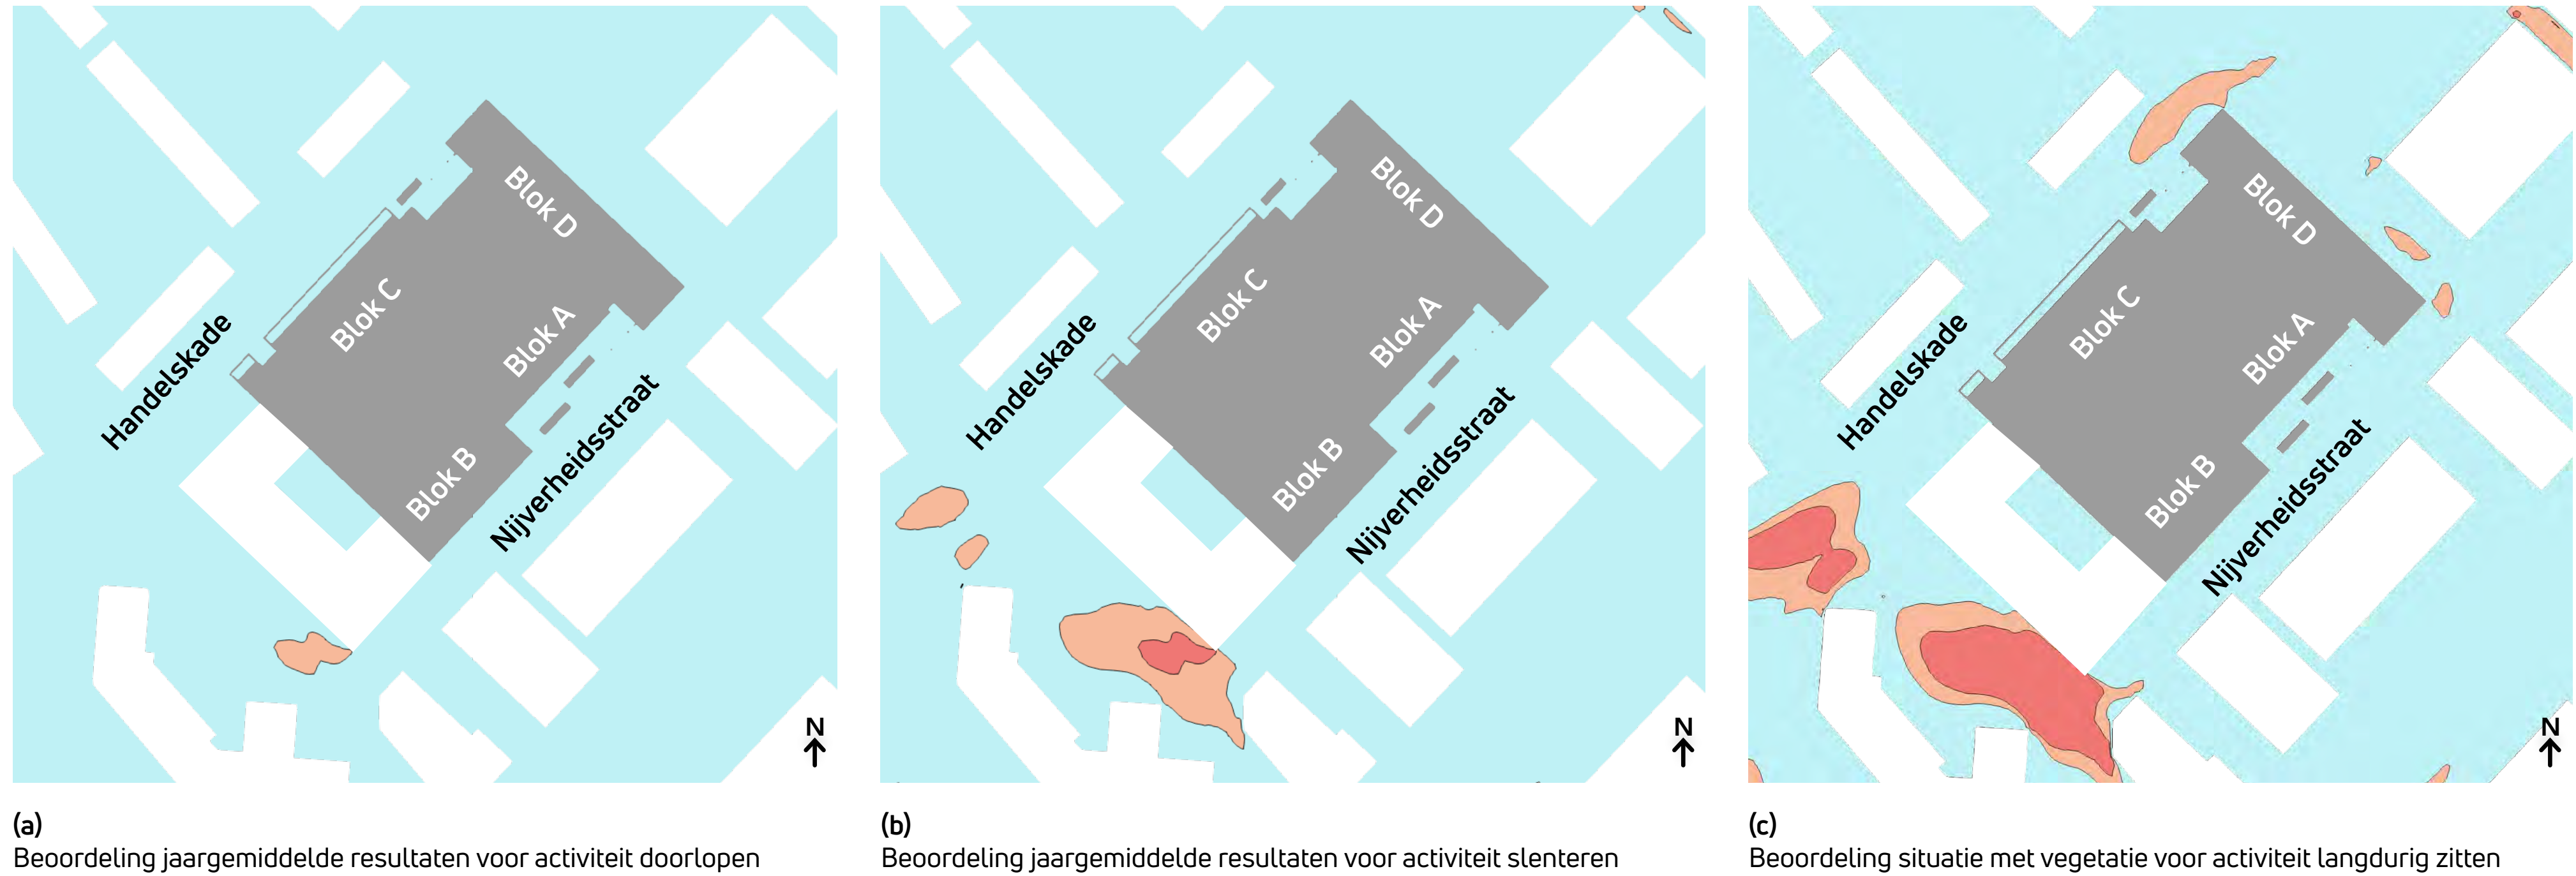 Blok D
Blok C
Blok A
Blok B
Handelskade
Nijverheidsstraat
N
(a)
Beoordeling jaargemiddelde resultaten voor activiteit doorlopen
Blok D
Blok C
Blok A
Blok B
Handelskade
Nijverheidsstraat
N
(b)
Beoordeling jaargemiddelde resultaten voor activiteit slenteren
Blok D
Blok C
Blok A
Blok B
Handelskade
Nijverheidsstraat
N
(c)
Beoordeling situatie met vegetatie voor activiteit langdurig zitten